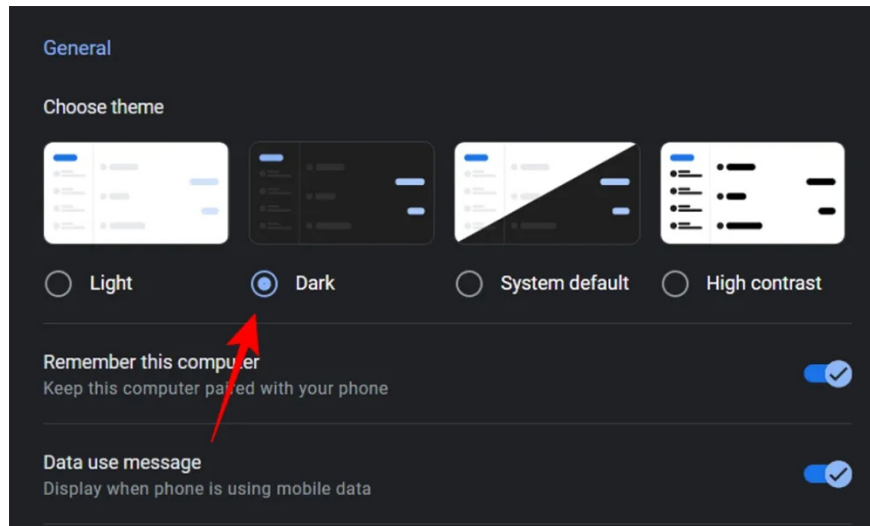 General
Choose theme
Light Dark System default High contrast
Remember this computer
Keep this computer paired with your phone
Data use message
Display when phone is using mobile data